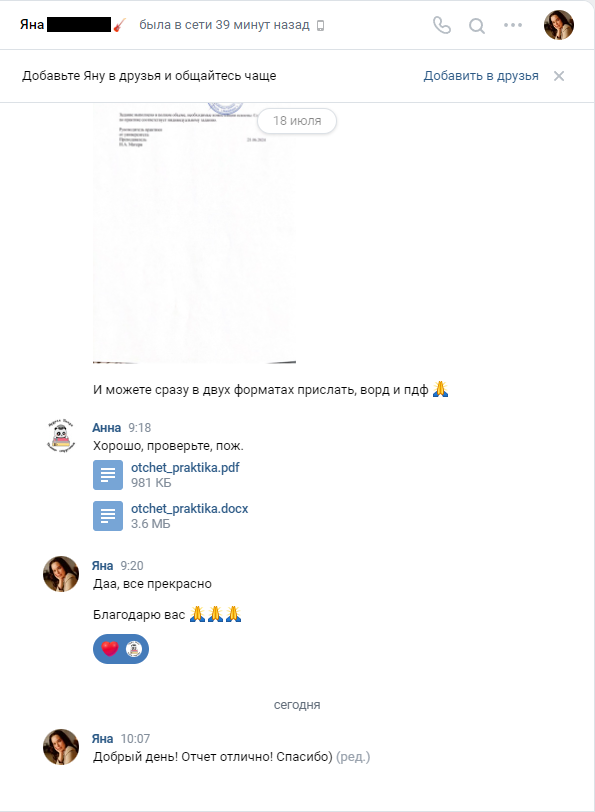 Яна
была в сети 39 минут назад
Добавьте Яну в друзья и общайтесь чаще
Добавить в друзья
18 июля
Руководитель практики
И можете сразу в двух форматах прислать, ворд и пдф 🙏
Анна 9:18
Хорошо, проверьте, пож.
otchet_praktika.pdf
981 КБ
otchet_praktika.docx
3.6 МБ
Яна 9:20
Даа, все прекрасно
Благодарю вас 🙏🙏🙏
сегодня
Яна 10:07
Добрый день! Отчет отлично! Спасибо) (ред.)